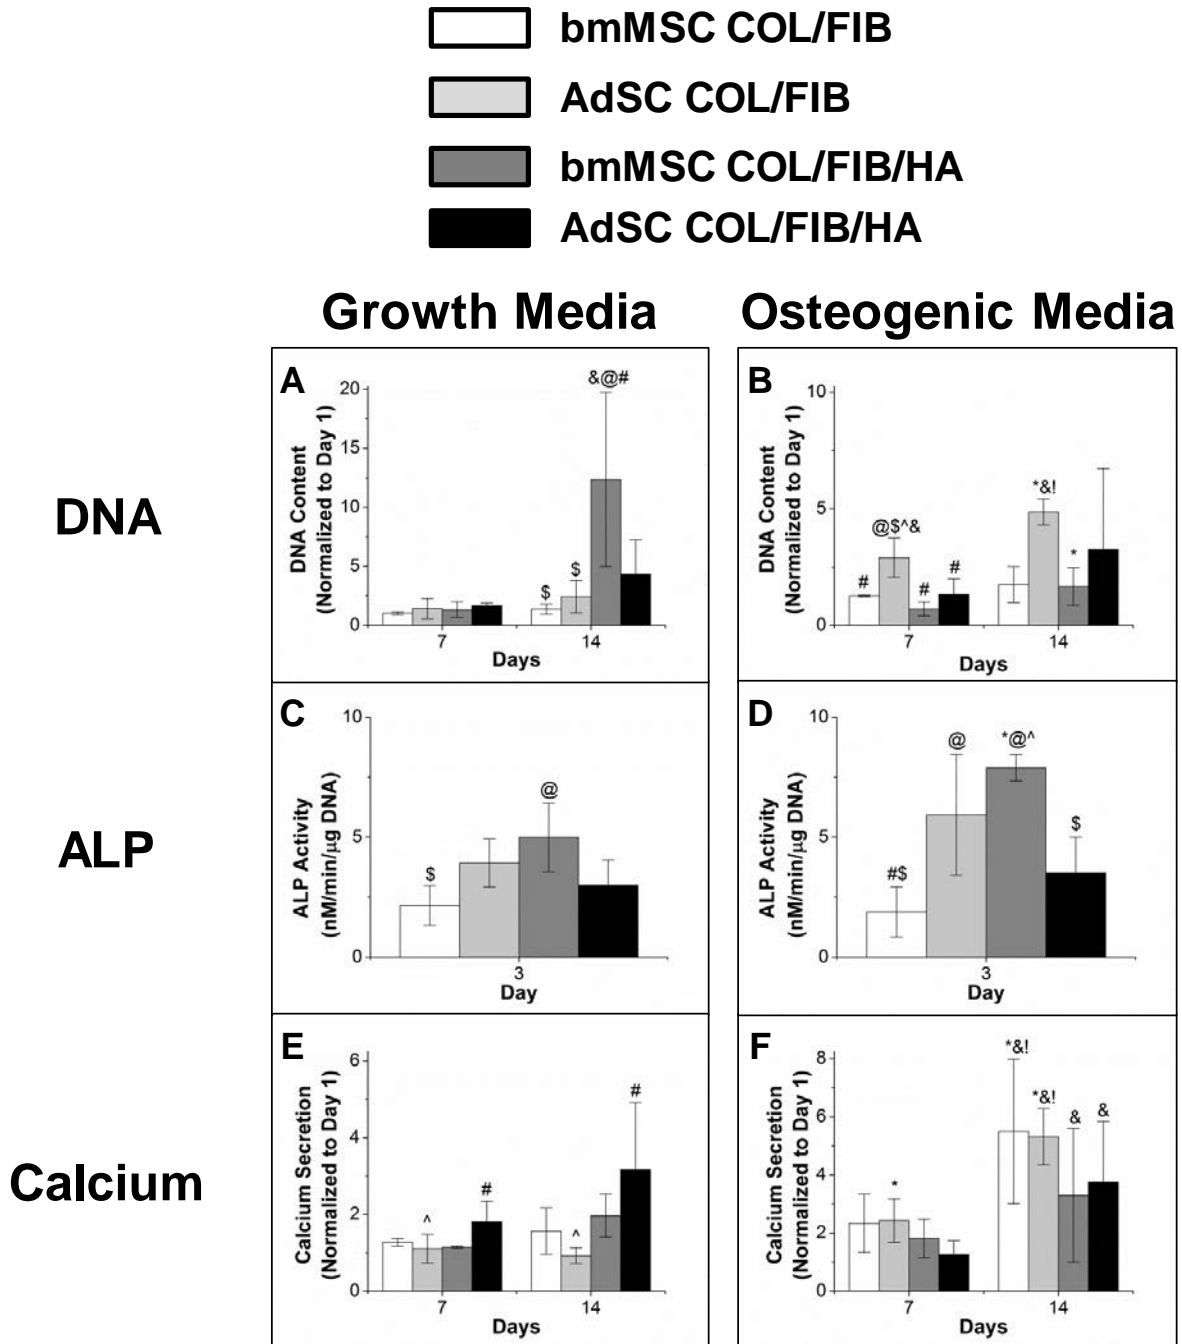 bmMSC COL/FIB
AdSC COL/FIB
bmMSC COL/FIB/HA
AdSC COL/FIB/HA
Growth Media
Osteogenic Media
DNA
A
DNA Content
(Normalized to Day 1)
20
15
10
5
0
$
$
&@#
7
14
Days
B
DNA Content
(Normalized to Day 1)
10
5
0
#
@$^&
#
#
*&!
*
7
14
Days
ALP
C
ALP Activity
(nM/min/μg DNA)
10
5
0
$
@
3
Day
D
ALP Activity
(nM/min/μg DNA)
10
5
0
#$
@
*@^
$
3
Day
Calcium
E
Calcium Secretion
(Normalized to Day 1)
6
4
2
0
^
#
^
#
7
14
Days
F
Calcium Secretion
(Normalized to Day 1)
8
6
4
2
0
*
*&!
*&!
&
&
7
14
Days